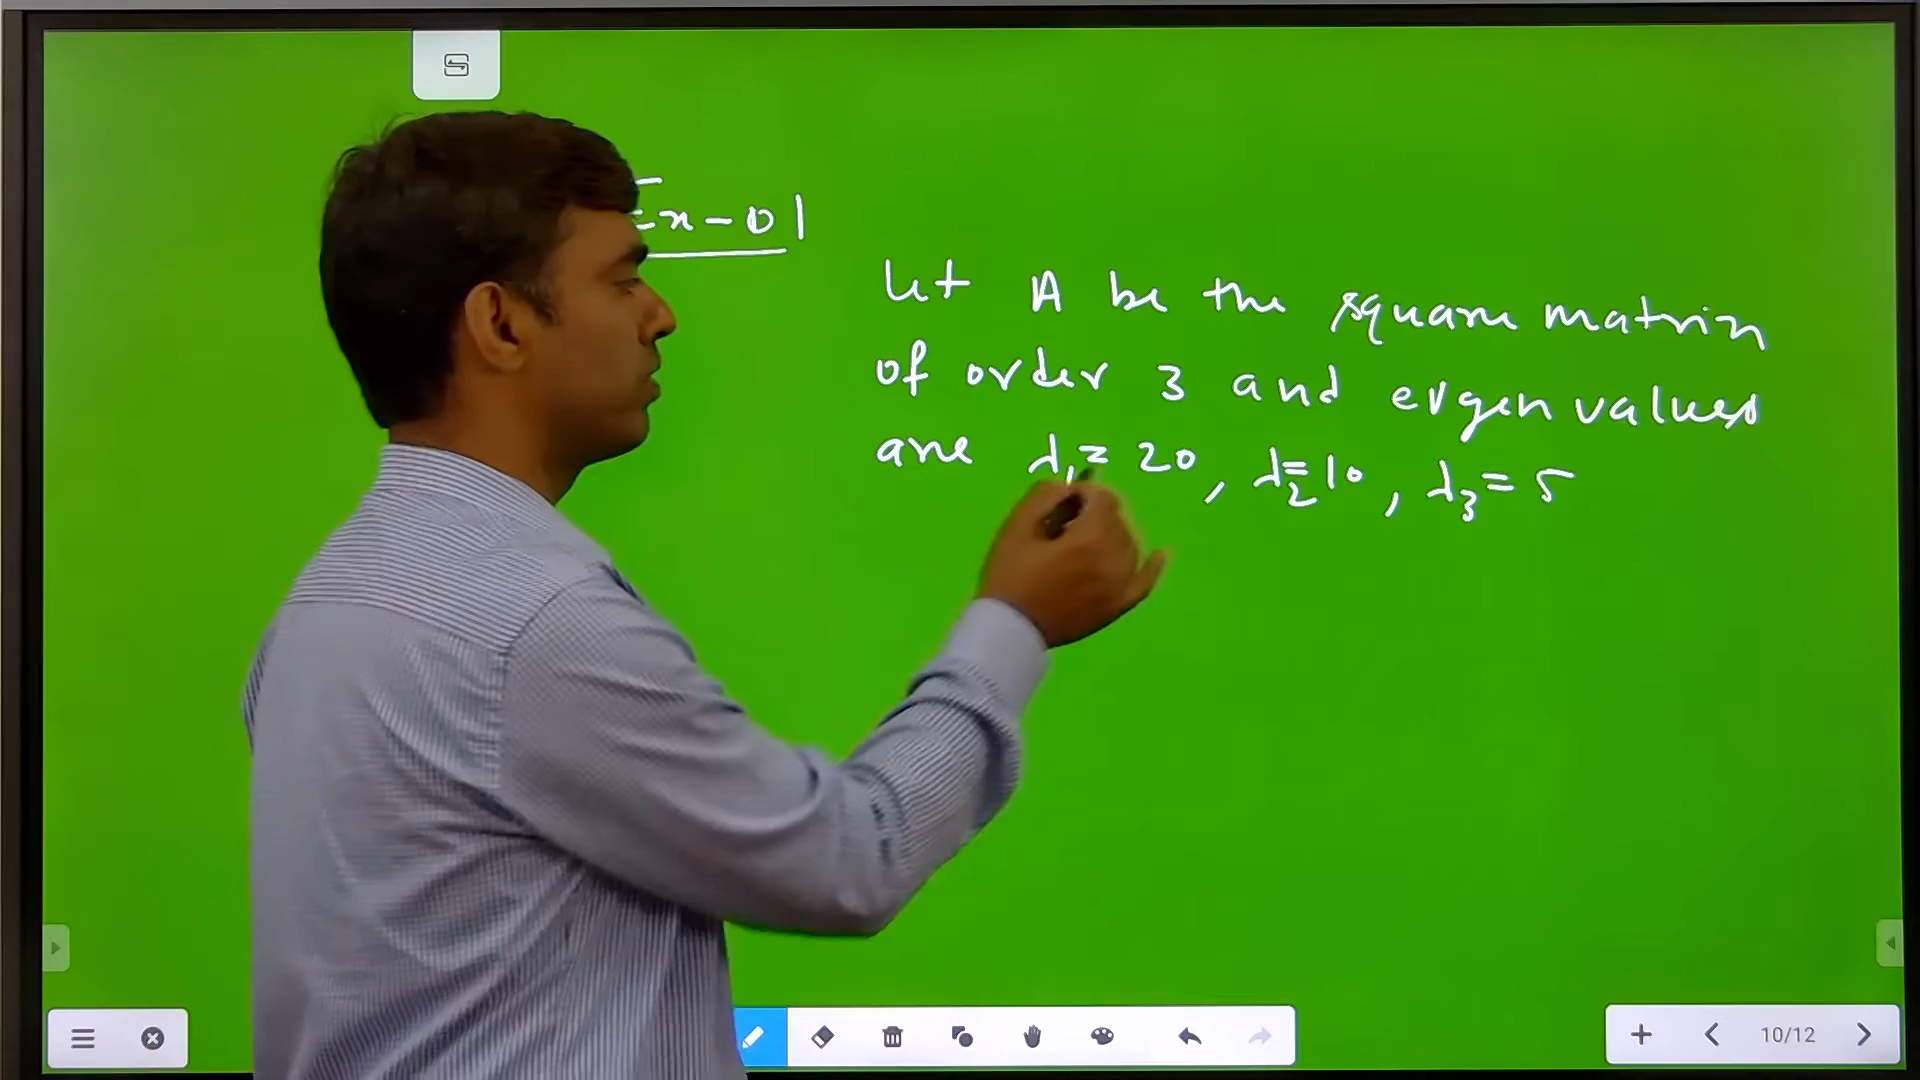 Ex-01
Let A be the square matrix
of order 3 and eigen values
are λ₁= 20, λ₂=10, λ₃= 5
10/12